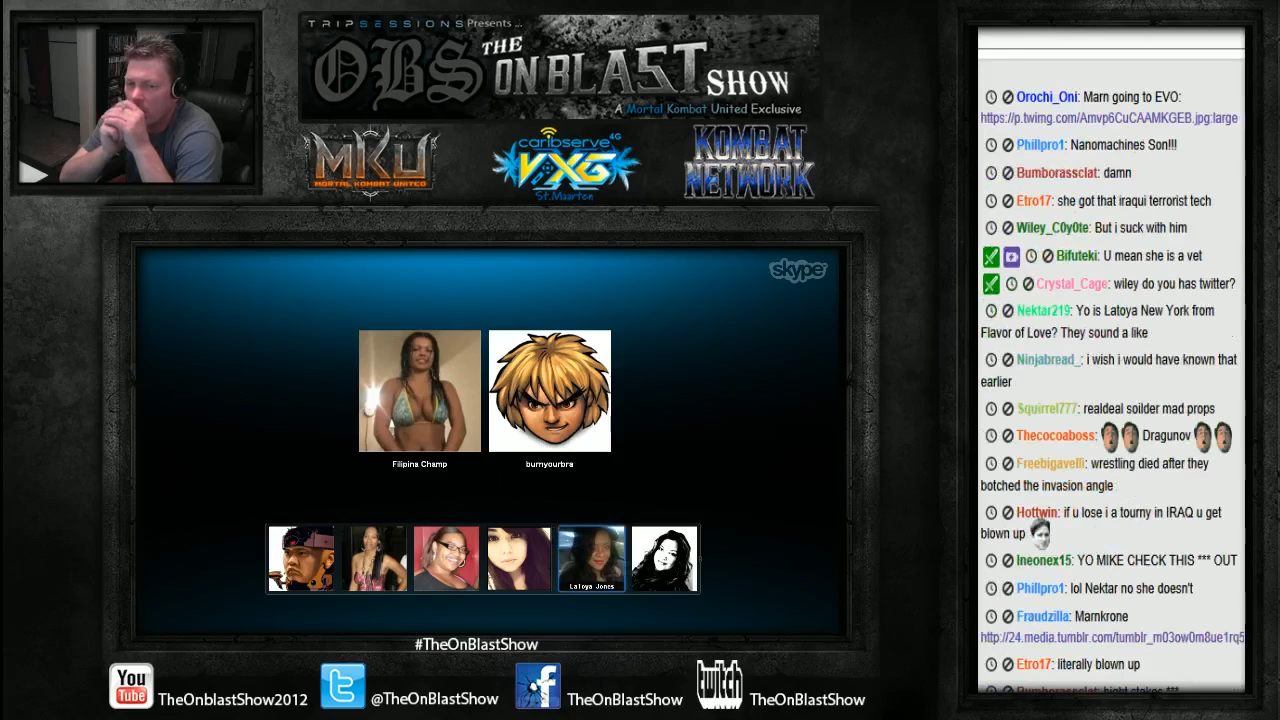 TRIPSESSIONS Presents ...
OBS THE ON BLAST SHOW
A Mortal Kombat United Exclusive
MKU
MORTAL KOMBAT UNITED
caribserve 4G
VXG
St.Maarten
KOMBAT
NETWORK
skype
Filipina Champ
burnyourbra
Latoya Jones
#TheOnBlastShow
You
Tube
TheOnblastShow2012
@TheOnBlastShow
TheOnBlastShow
twitch
TheOnBlastShow
Orochi_Oni: Marn going to EVO:
https://p.twimg.com/Amvp6CuCAAMKGEB.jpg:large
Phillpro1: Nanomachines Son!!!
Bumborassclat: damn
Etro17: she got that iraqui terrorist tech
Wiley_C0y0te: But i suck with him
Bifuteki: U mean she is a vet
Crystal_Cage: wiley do you has twitter?
Nektar219: Yo is Latoya New York from
Flavor of Love? They sound a like
Ninjabread_: i wish i would have known that
earlier
Squirrel777: realdeal soilder mad props
Thecocoaboss: Dragunov
Freebigavelli: wrestling died after they
botched the invasion angle
Hottwin: if u lose i a tourny in IRAQ u get
blown up
Ineonex15: YO MIKE CHECK THIS *** OUT
Phillpro1: lol Nektar no she doesn't
Fraudzilla: Marnkrone
http://24.media.tumblr.com/tumblr_m03ow0m8ue1rq5
Etro17: literally blown up
Bumborassclat: hight stakes ***